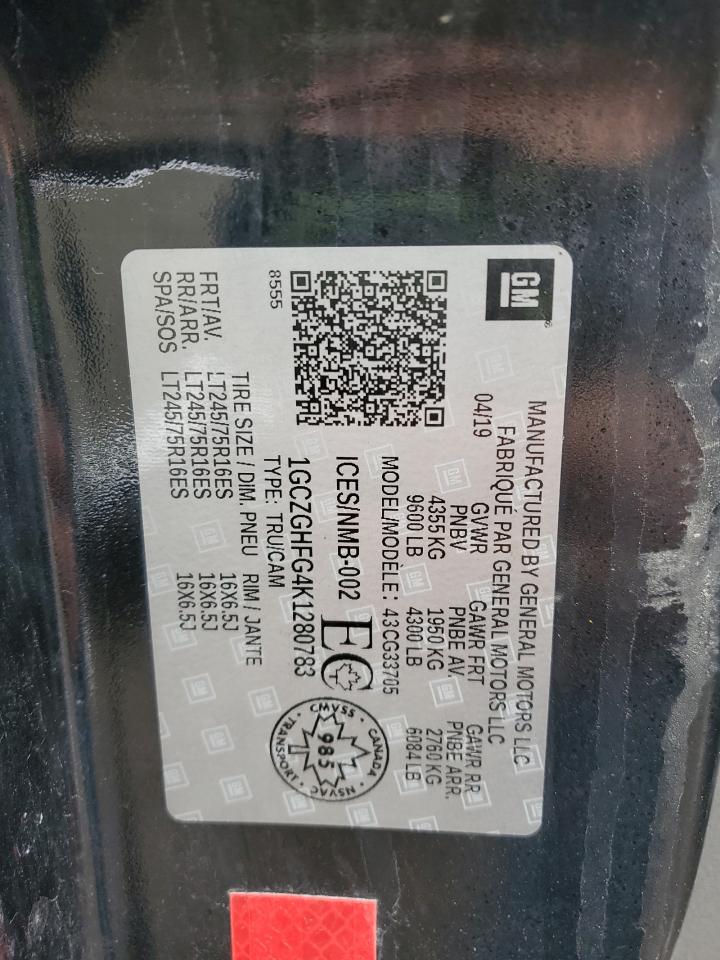 GM
MANUFACTURED BY GENERAL MOTORS LLC
FABRIQUÉ PAR GENERAL MOTORS LLC
04/19
GVWR GAWR FRT GAWR RR
PNBV PNBE AV. PNBE ARR.
4355 KG 1950 KG 2760 KG
9600 LB 4300 LB 6084 LB
MODEL/MODÈLE: 43CG33705
ICES/NMB-002 EC
1GCZGHFG4K1280783
TYPE: TRU/CAM
8555
CMVSS · CANADA · NSVAC · TRANSPORT ·
985
TIRE SIZE / DIM. PNEU RIM / JANTE
FRT/AV. LT245/75R16ES 16X6.5J
RR/ARR. LT245/75R16ES 16X6.5J
SPA/SOS LT245/75R16ES 16X6.5J